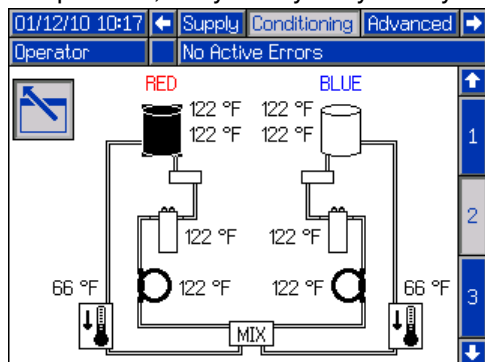 01/12/10 10:17 Supply Conditioning Advanced
Operator No Active Errors
RED BLUE
122 °F 122 °F
122 °F 122 °F
1
2
122 °F 122 °F
66 °F 122 °F 122 °F 66 °F
3
MIX